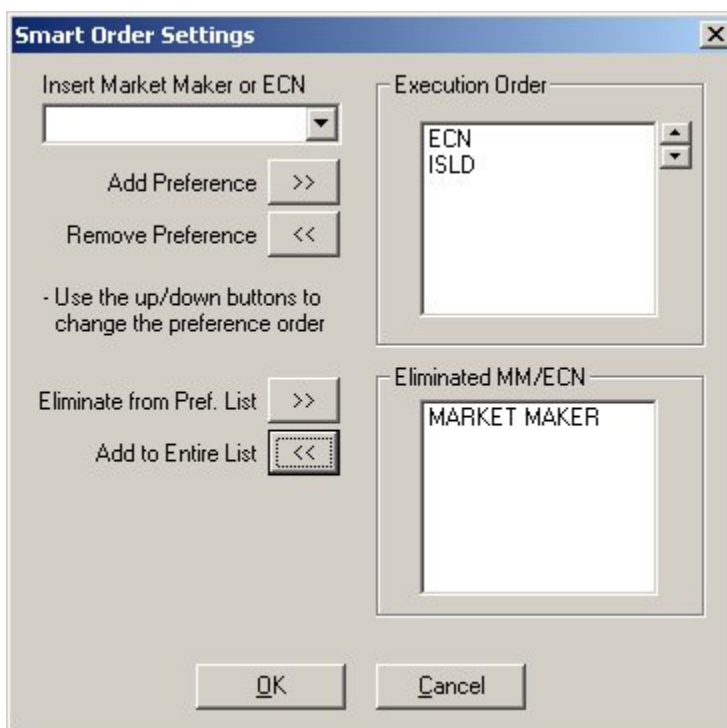 Smart Order Settings
Insert Market Maker or ECN
Execution Order
ECN
ISLD
Add Preference >>
Remove Preference <<
- Use the up/down buttons to
change the preference order
Eliminated MM/ECN
MARKET MAKER
Eliminate from Pref. List >>
Add to Entire List <<
OK
Cancel